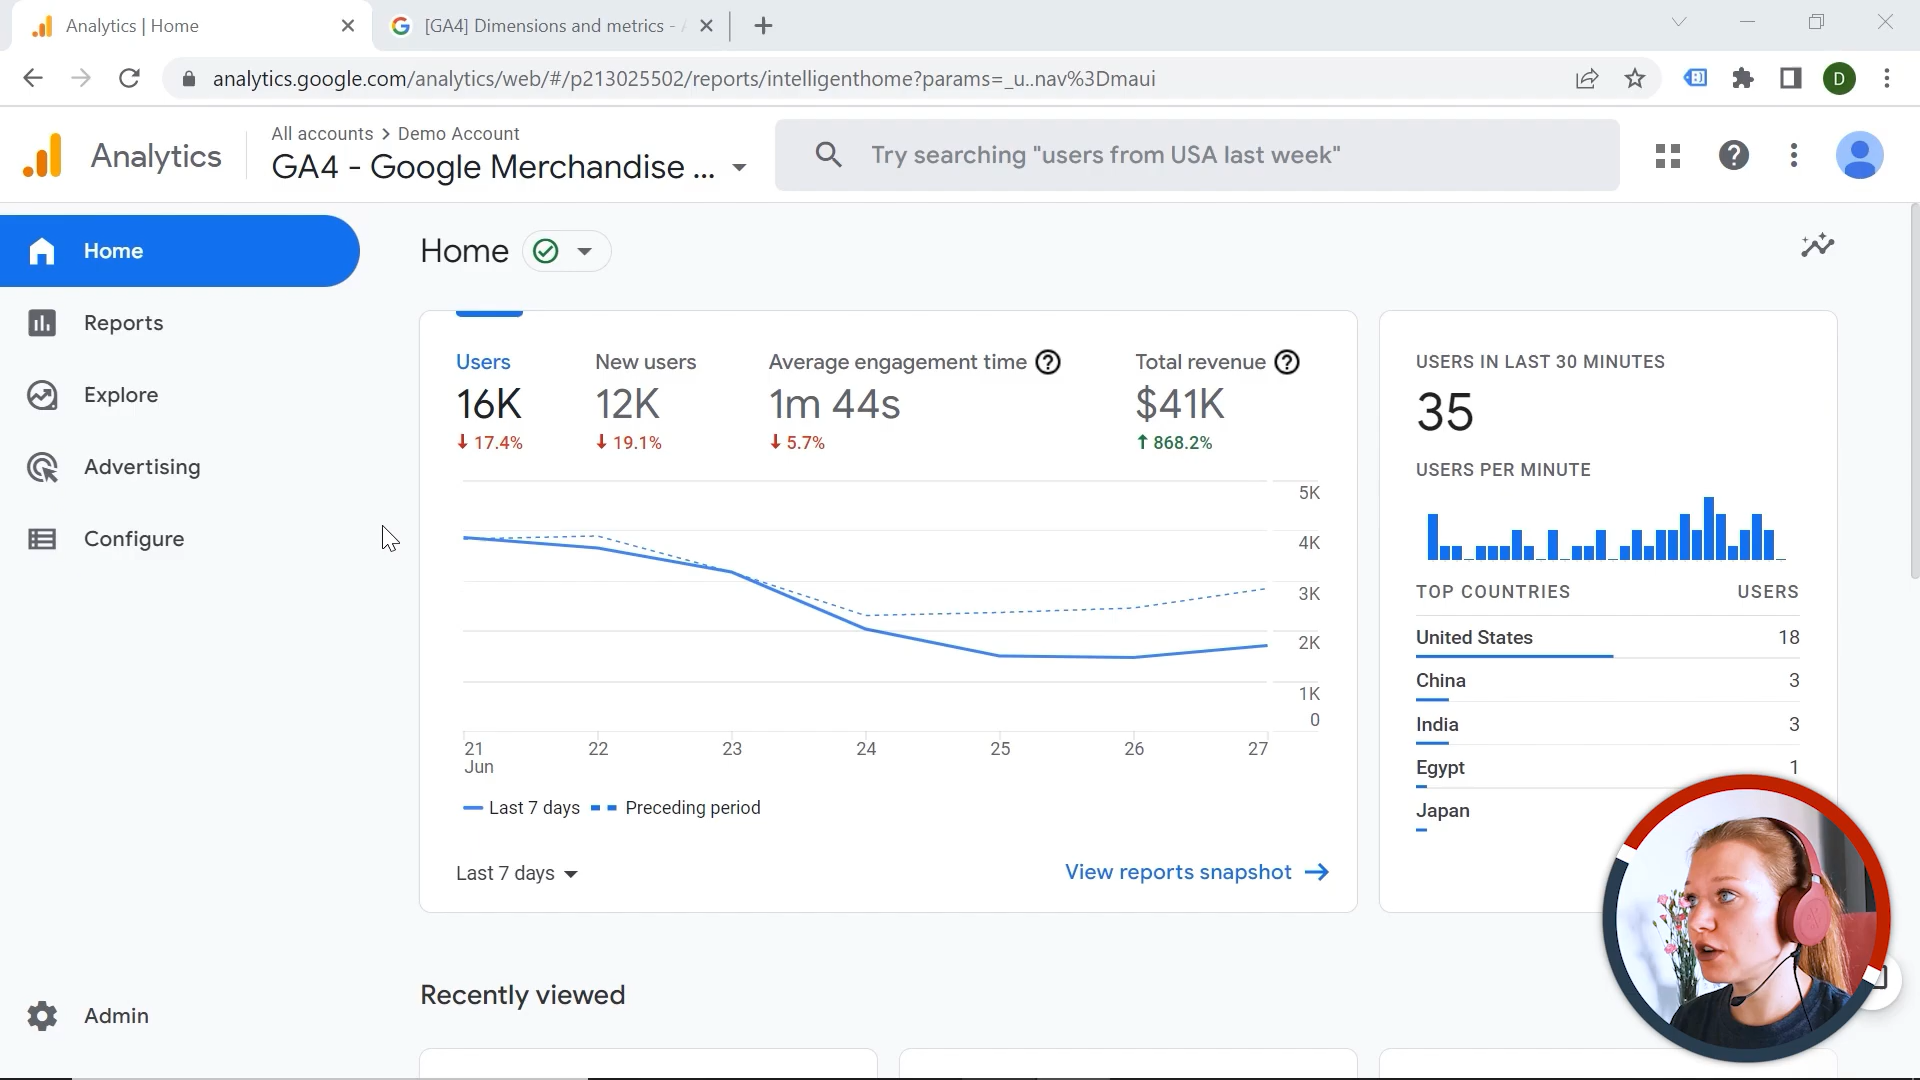 Analytics | Home
[GA4] Dimensions and metrics -
analytics.google.com/analytics/web/#/p213025502/reports/intelligenthome?params=_u..nav%3Dmaui
D
Analytics
All accounts > Demo Account
GA4 - Google Merchandise ...
Try searching "users from USA last week"
Home
Reports
Explore
Advertising
Configure
Admin
Home
Users
16K
17.4%
New users
12K
19.1%
Average engagement time
1m 44s
5.7%
Total revenue
$41K
868.2%
5K
4K
3K
2K
1K
0
21 22 23 24 25 26 27
Jun
Last 7 days Preceding period
Last 7 days
View reports snapshot
USERS IN LAST 30 MINUTES
35
USERS PER MINUTE
TOP COUNTRIES USERS
United States 18
China 3
India 3
Egypt 1
Japan
Recently viewed